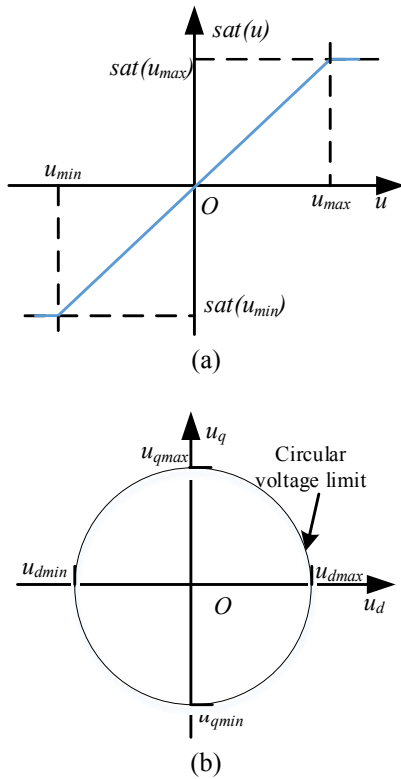 sat(u)
sat(umax)
umin
O
umax
u
sat(umin)
(a)
uq
uqmax
Circular
voltage limit
udmin
udmax
O
ud
uqmin
(b)